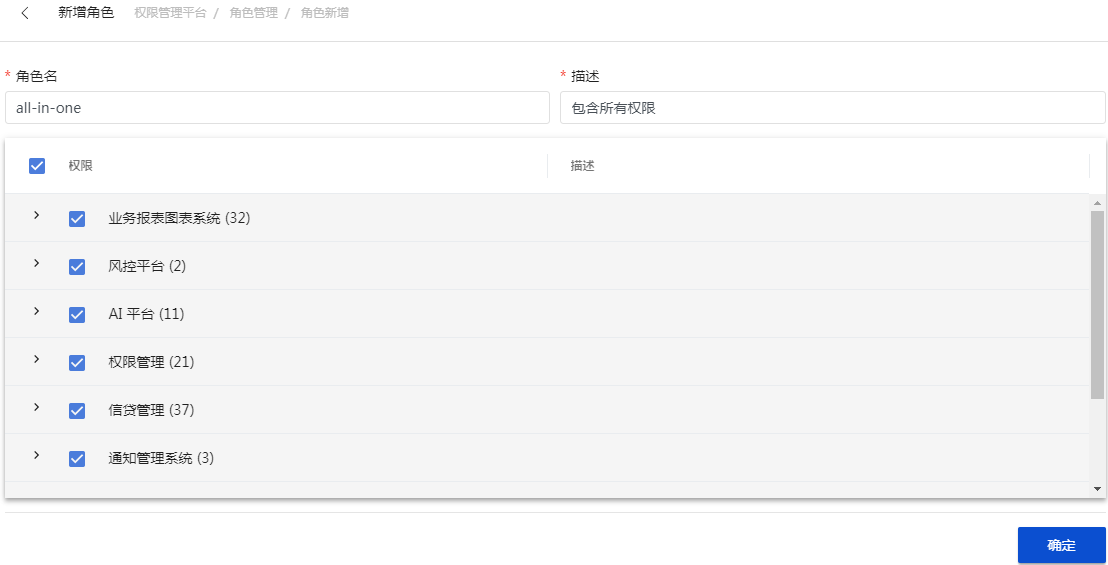 新增角色 权限管理平台 / 角色管理 / 角色新增
* 角色名 * 描述
all-in-one 包含所有权限
权限 描述
业务报表图表系统 (32)
风控平台 (2)
AI 平台 (11)
权限管理 (21)
信贷管理 (37)
通知管理系统 (3)
确定